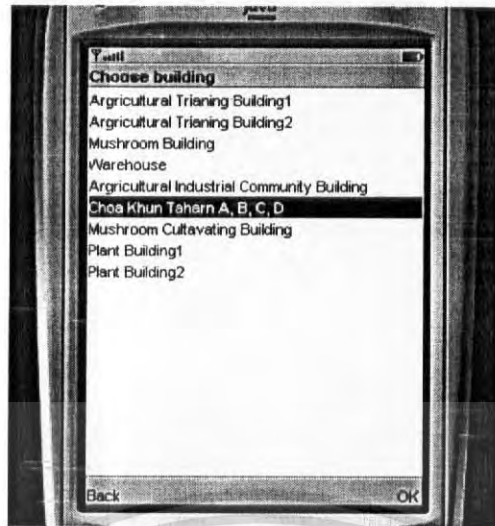 Choose building
Argricultural Trianing Building1
Argricultural Trianing Building2
Mushroom Building
Warehouse
Argricultural Industrial Community Building
Choa Khun Taharn A, B, C, D
Mushroom Cultavating Building
Plant Building1
Plant Building2
Back OK